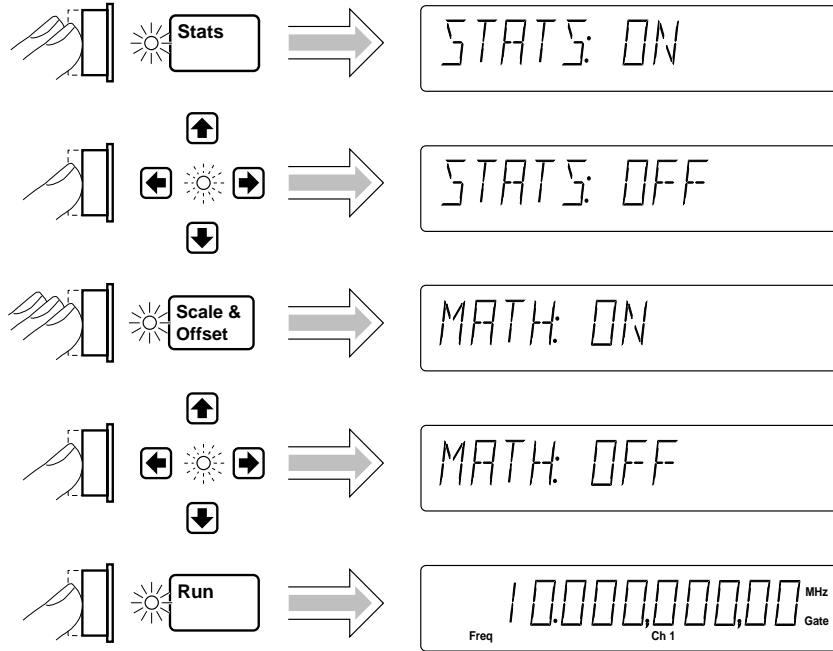 Stats
STATS: ON
STATS: OFF
Scale &
Offset
MATH: ON
MATH: OFF
Run
10.000,000,00 MHz
Gate
Freq Ch 1